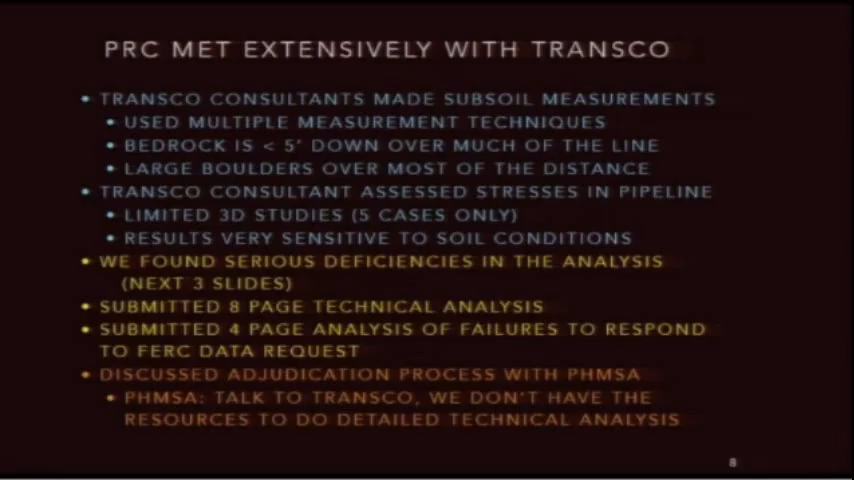 PRC MET EXTENSIVELY WITH TRANSCO
• TRANSCO CONSULTANTS MADE SUBSOIL MEASUREMENTS
• USED MULTIPLE MEASUREMENT TECHNIQUES
• BEDROCK IS < 5' DOWN OVER MUCH OF THE LINE
• LARGE BOULDERS OVER MOST OF THE DISTANCE
• TRANSCO CONSULTANT ASSESSED STRESSES IN PIPELINE
• LIMITED 3D STUDIES (5 CASES ONLY)
• RESULTS VERY SENSITIVE TO SOIL CONDITIONS
• WE FOUND SERIOUS DEFICIENCIES IN THE ANALYSIS
(NEXT 3 SLIDES)
• SUBMITTED 8 PAGE TECHNICAL ANALYSIS
• SUBMITTED 4 PAGE ANALYSIS OF FAILURES TO RESPOND
TO FERC DATA REQUEST
• DISCUSSED ADJUDICATION PROCESS WITH PHMSA
• PHMSA: TALK TO TRANSCO, WE DON'T HAVE THE
RESOURCES TO DO DETAILED TECHNICAL ANALYSIS
8